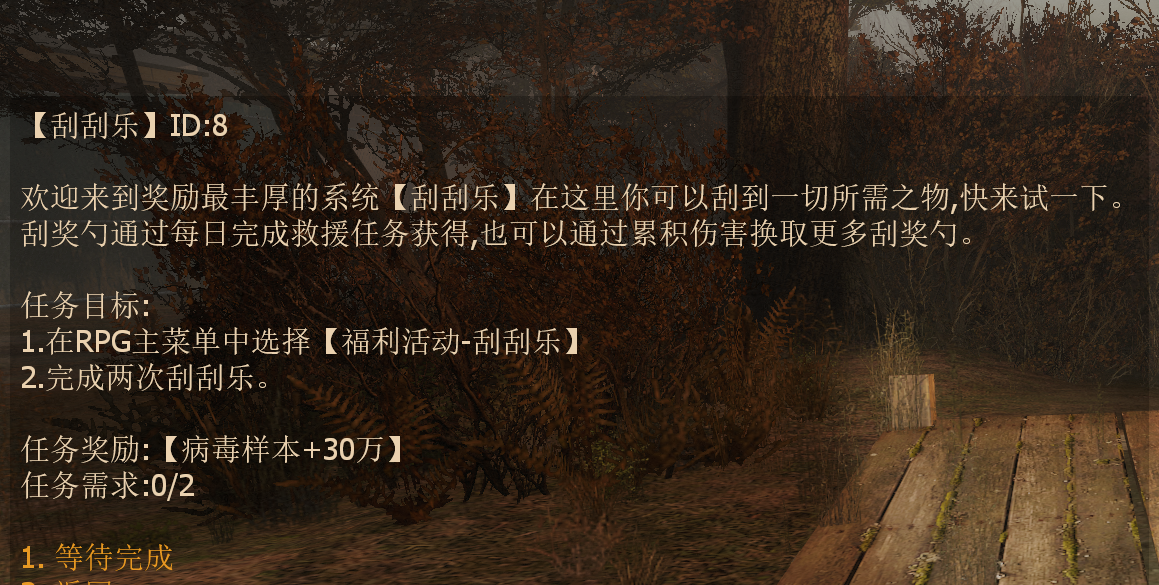 【刮刮乐】ID:8
欢迎来到奖励最丰厚的系统【刮刮乐】在这里你可以刮到一切所需之物,快来试一下。
刮奖勺通过每日完成救援任务获得,也可以通过累积伤害换取更多刮奖勺。
任务目标:
1.在RPG主菜单中选择【福利活动-刮刮乐】
2.完成两次刮刮乐。
任务奖励:【病毒样本+30万】
任务需求:0/2
1. 等待完成